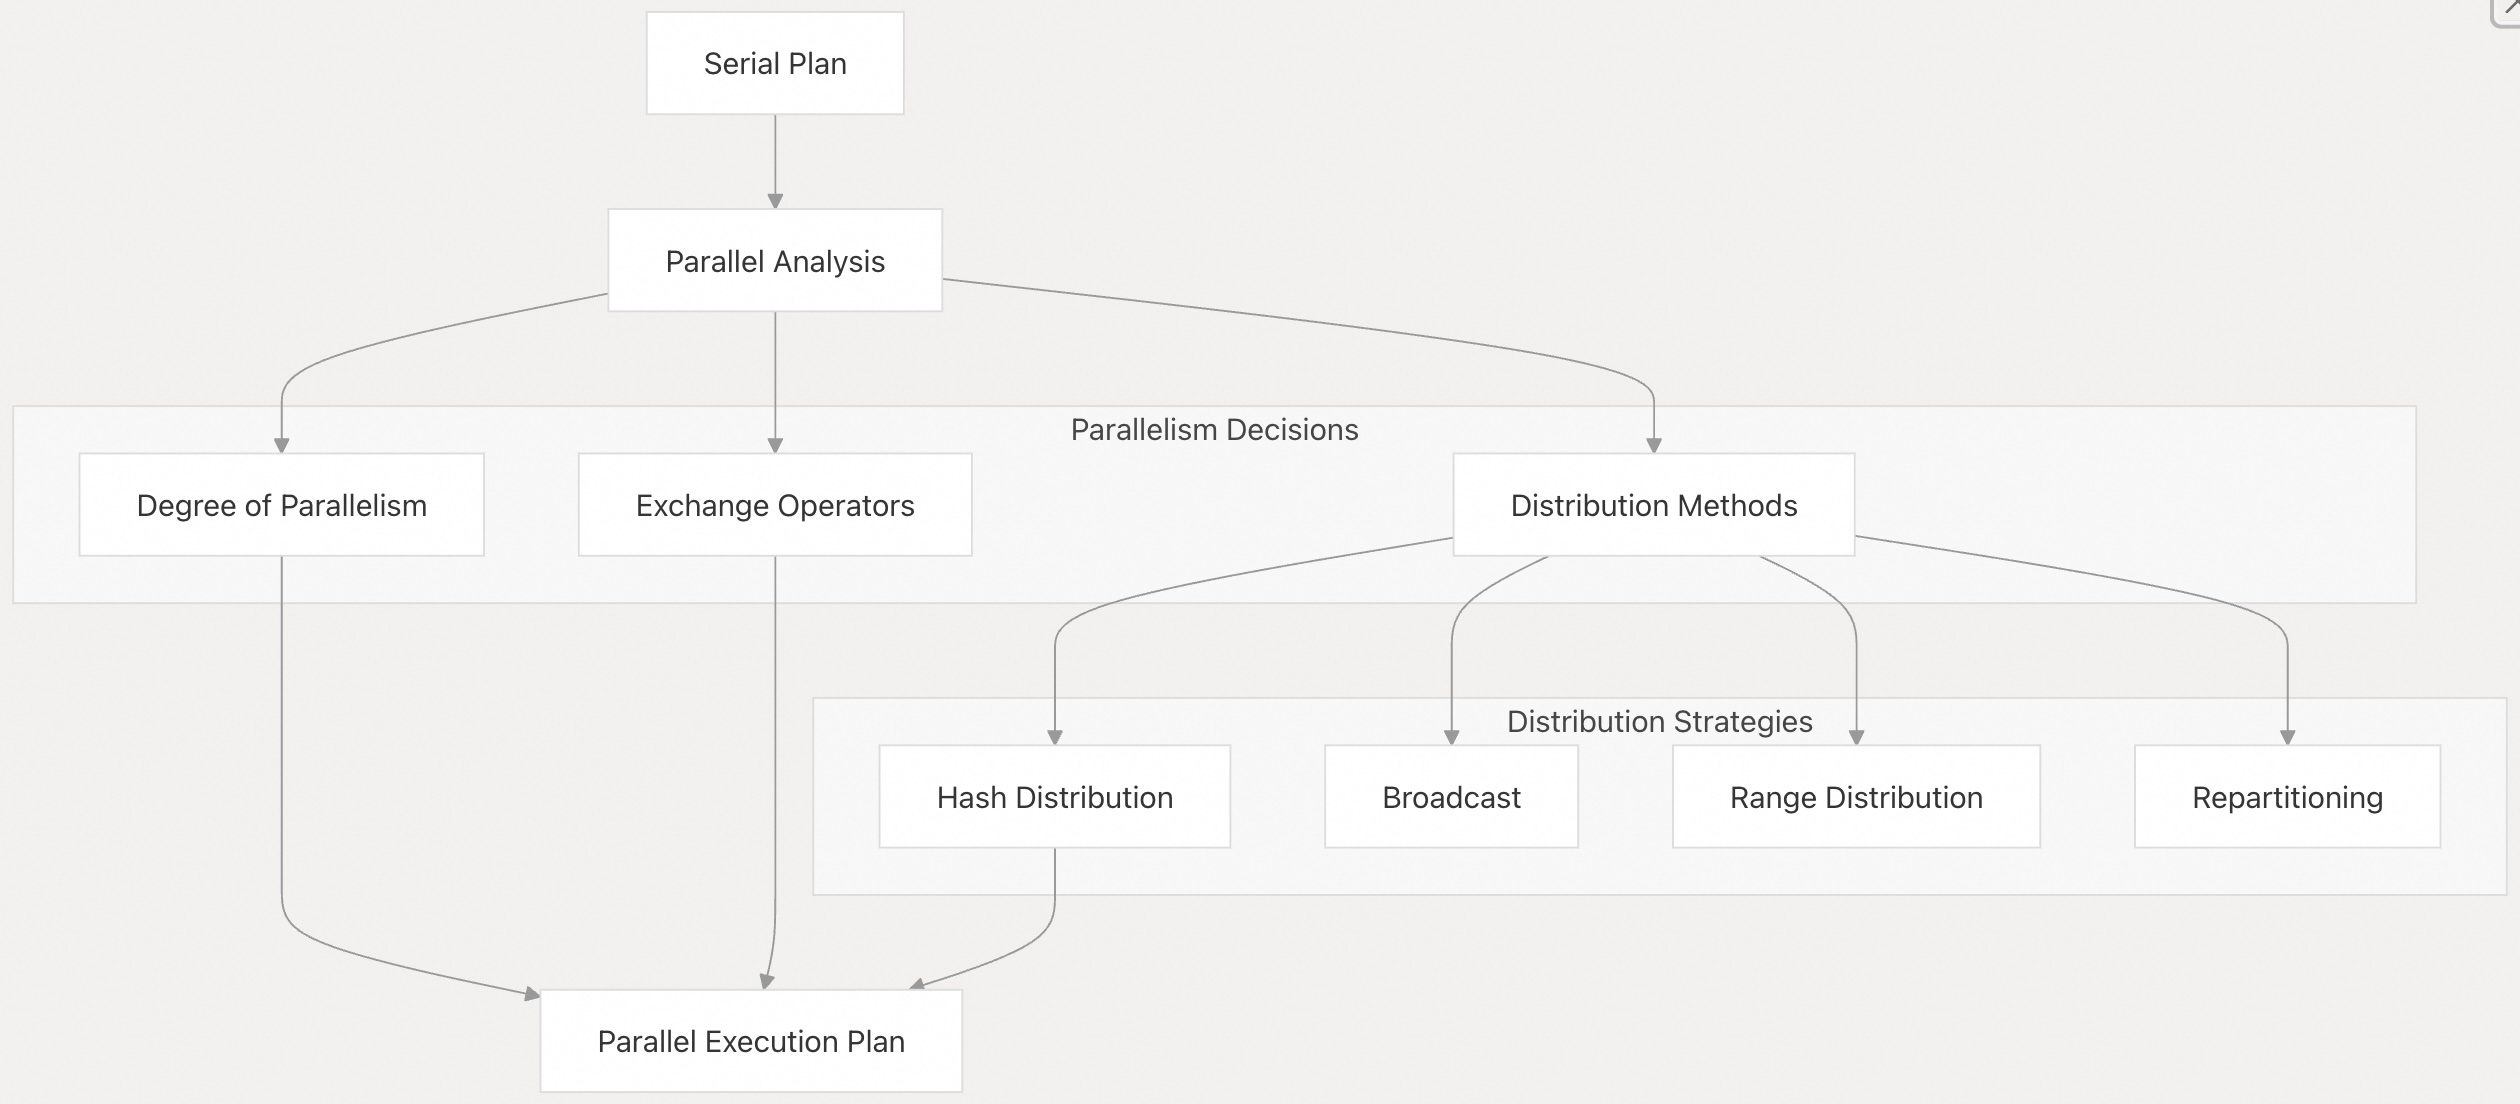 Serial Plan
Parallel Analysis
Parallelism Decisions
Degree of Parallelism
Exchange Operators
Distribution Methods
Distribution Strategies
Hash Distribution
Broadcast
Range Distribution
Repartitioning
Parallel Execution Plan